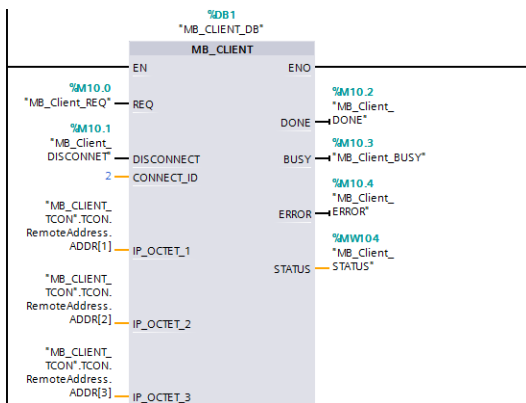 %DB1
"MB_CLIENT_DB"
MB_CLIENT
EN
ENO
%M10.0
"MB_Client_REQ"
REQ
%M10.2
"MB_Client_
DONE"
DONE
%M10.1
"MB_Client_
DISCONNET"
DISCONNECT
%M10.3
"MB_Client_BUSY"
BUSY
2
CONNECT_ID
%M10.4
"MB_Client_
ERROR"
ERROR
"MB_CLIENT_
TCON".TCON.
RemoteAddress.
ADDR[1]
IP_OCTET_1
%MW104
"MB_Client_
STATUS"
STATUS
"MB_CLIENT_
TCON".TCON.
RemoteAddress.
ADDR[2]
IP_OCTET_2
"MB_CLIENT_
TCON".TCON.
RemoteAddress.
ADDR[3]
IP_OCTET_3